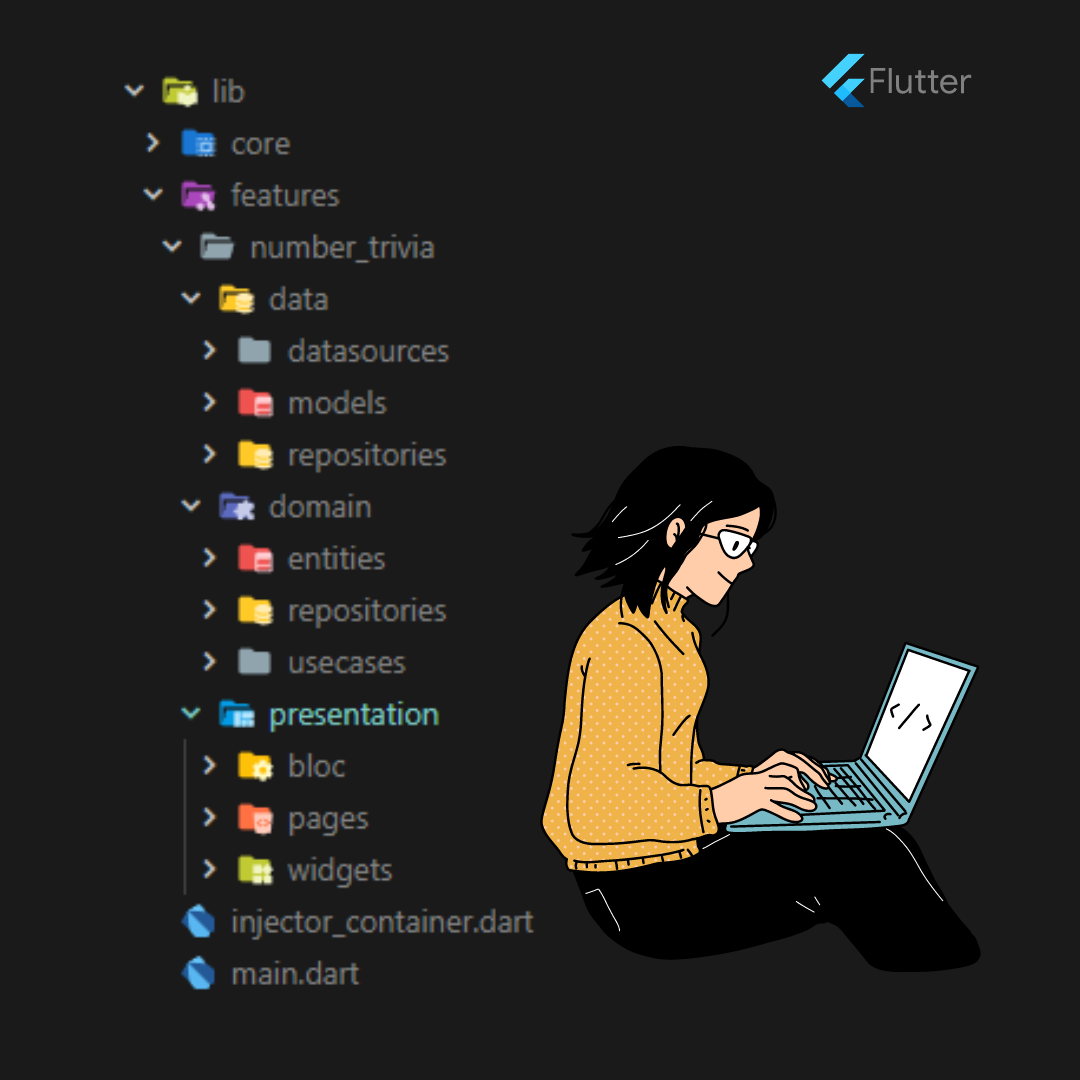 Flutter
lib
core
features
number_trivia
data
datasources
models
repositories
domain
entities
repositories
usecases
presentation
bloc
pages
widgets
injector_container.dart
main.dart
</>